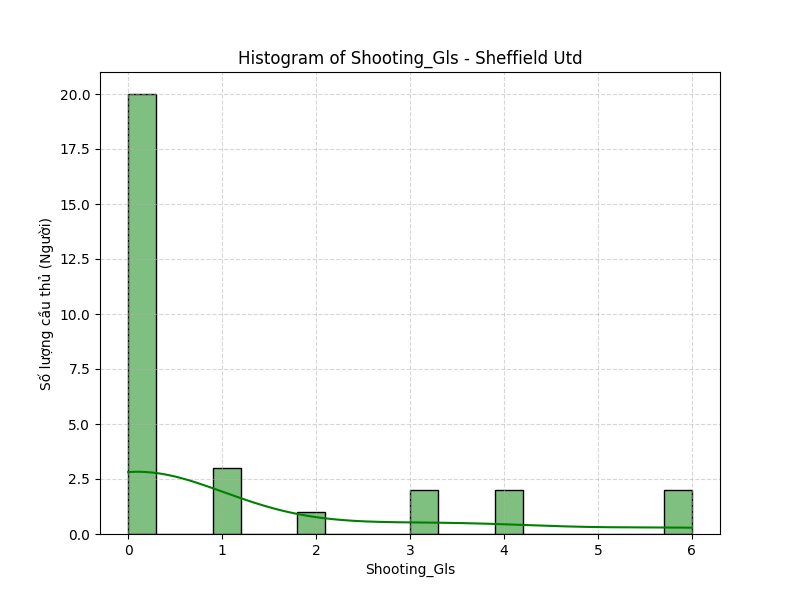 Histogram of Shooting_Gls - Sheffield Utd
Số lượng cầu thủ (Người)
20.0
17.5
15.0
12.5
10.0
7.5
5.0
2.5
0.0
0 1 2 3 4 5 6
Shooting_Gls